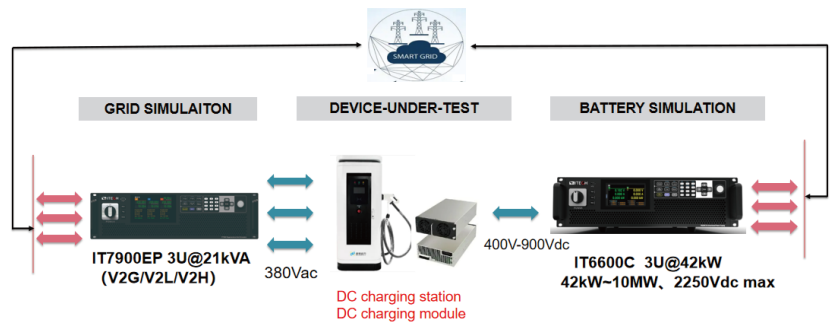 SMART GRID
GRID SIMULAITON
DEVICE-UNDER-TEST
BATTERY SIMULATION
380Vac
400V-900Vdc
IT7900EP 3U@21kVA
(V2G/V2L/V2H)
DC charging station
DC charging module
IT6600C 3U@42kW
42kW~10MW、2250Vdc max